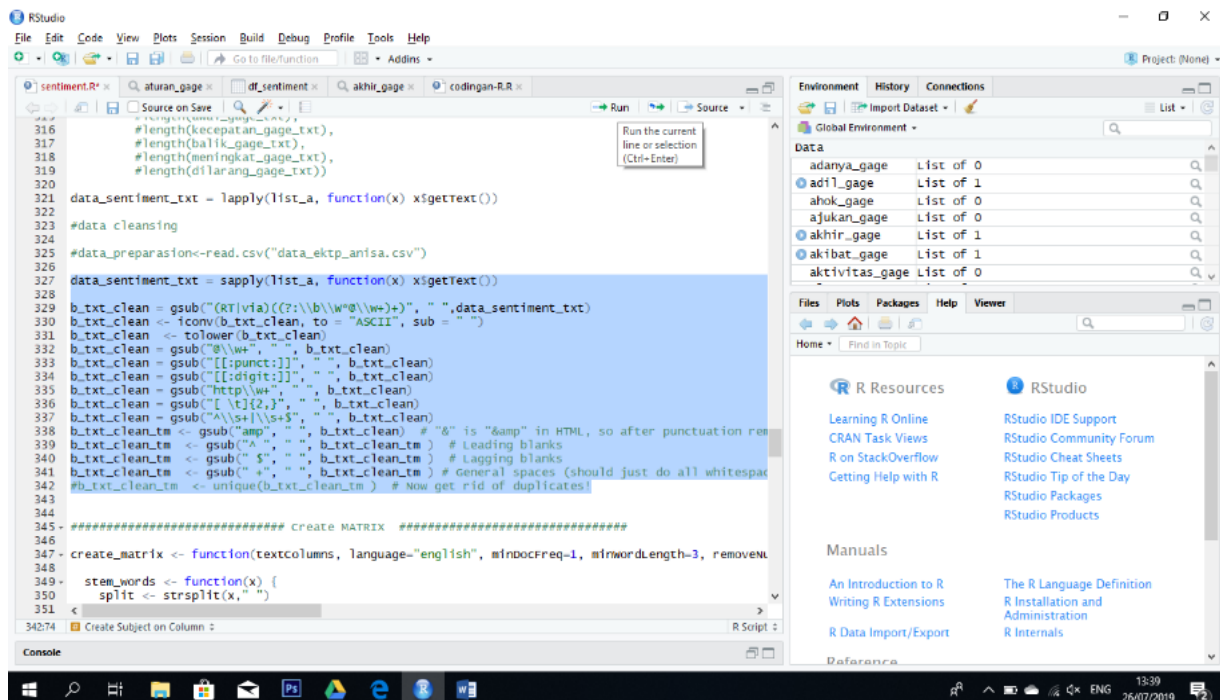 RStudio
File Edit Code View Plots Session Build Debug Profile Tools Help
Go to file/function Addins Project: (None)
sentiment.R* aturan_gage df_sentiment akhir_gage codingan-R.R
Source on Save Run Source
316 #length(kecepatan_gage_txt),
317 #length(balik_gage_txt),
318 #length(meningkat_gage_txt),
319 #length(dilarang_gage_txt))
320
321 data_sentiment_txt = lapply(list_a, function(x) x$getText())
322
323 #data cleansing
324
325 #data_preparasion<-read.csv("data_ektp_anisa.csv")
326
327 data_sentiment_txt = sapply(list_a, function(x) x$getText())
328
329 b_txt_clean = gsub("(RT|via)((?:\\b\\w*@\\w+)+)", " ",data_sentiment_txt)
330 b_txt_clean <- iconv(b_txt_clean, to = "ASCII", sub = " ")
331 b_txt_clean <- tolower(b_txt_clean)
332 b_txt_clean = gsub("@\\w+", " ", b_txt_clean)
333 b_txt_clean = gsub("[[:punct:]]", " ", b_txt_clean)
334 b_txt_clean = gsub("[[:digit:]]", " ", b_txt_clean)
335 b_txt_clean = gsub("http\\w+", " ", b_txt_clean)
336 b_txt_clean = gsub("[ \t]{2,}", " ", b_txt_clean)
337 b_txt_clean = gsub("^\\s+|\\s+$", " ", b_txt_clean)
338 b_txt_clean_tm <- gsub("amp", " ", b_txt_clean) # "&" is "&amp" in HTML, so after punctuation rem
339 b_txt_clean_tm <- gsub("^ ", " ", b_txt_clean_tm ) # Leading blanks
340 b_txt_clean_tm <- gsub(" $", " ", b_txt_clean_tm ) # Lagging blanks
341 b_txt_clean_tm <- gsub(" +", " ", b_txt_clean_tm ) # General spaces (should just do all whitespac
342 #b_txt_clean_tm <- unique(b_txt_clean_tm ) # Now get rid of duplicates!
343
344
345 ############################## Create MATRIX ################################
346
347 create_matrix <- function(textColumns, language="english", minDocFreq=1, minWordLength=3, removeNu
348
349 stem_words <- function(x) {
350 split <- strsplit(x," ")
351
342:74 Create Subject on Column R Script
Console
Run the current
line or selection
(Ctrl+Enter)
Environment History Connections
Import Dataset List
Global Environment
Data
adanya_gage List of 0
adil_gage List of 1
ahok_gage List of 0
ajukan_gage List of 0
akhir_gage List of 1
akibat_gage List of 1
aktivitas_gage List of 0
Files Plots Packages Help Viewer
Home Find in Topic
R Resources
Learning R Online
CRAN Task Views
R on StackOverflow
Getting Help with R
RStudio
RStudio IDE Support
RStudio Community Forum
RStudio Cheat Sheets
RStudio Tip of the Day
RStudio Packages
RStudio Products
Manuals
An Introduction to R
Writing R Extensions
R Data Import/Export
The R Language Definition
R Installation and
Administration
R Internals
Reference
ENG
13:39
26/07/2019